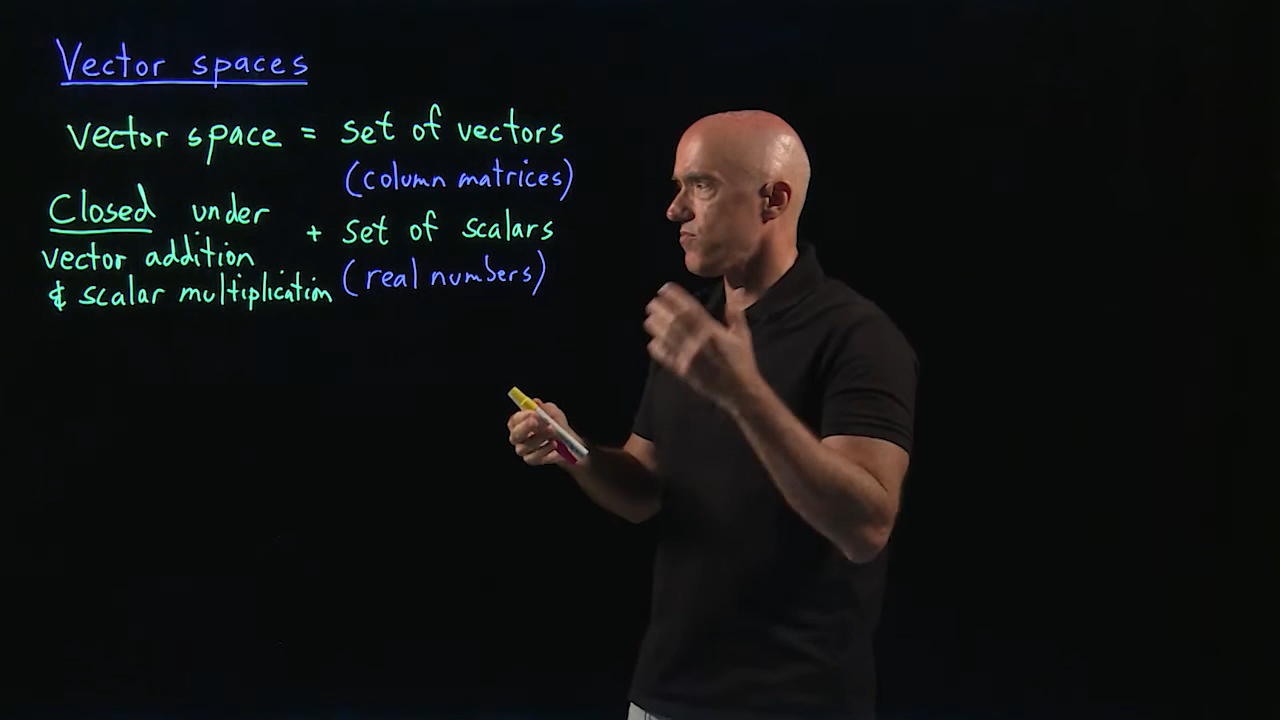 Vector spaces
vector space = set of vectors
(column matrices)
Closed under
+ set of scalars
vector addition
(real numbers)
& scalar multiplication